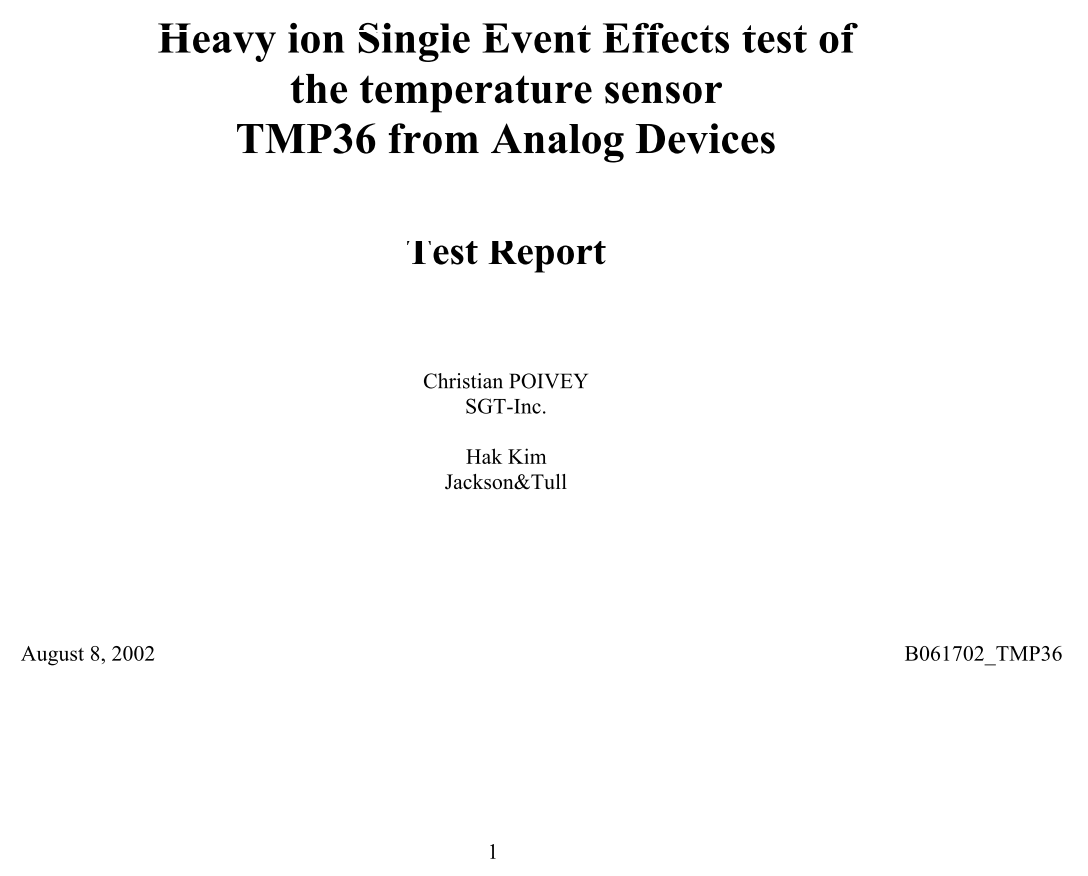 Heavy ion Single Event Effects test of
the temperature sensor
TMP36 from Analog Devices
Test Report
Christian POIVEY
SGT-Inc.
Hak Kim
Jackson&Tull
August 8, 2002
B061702_TMP36
1